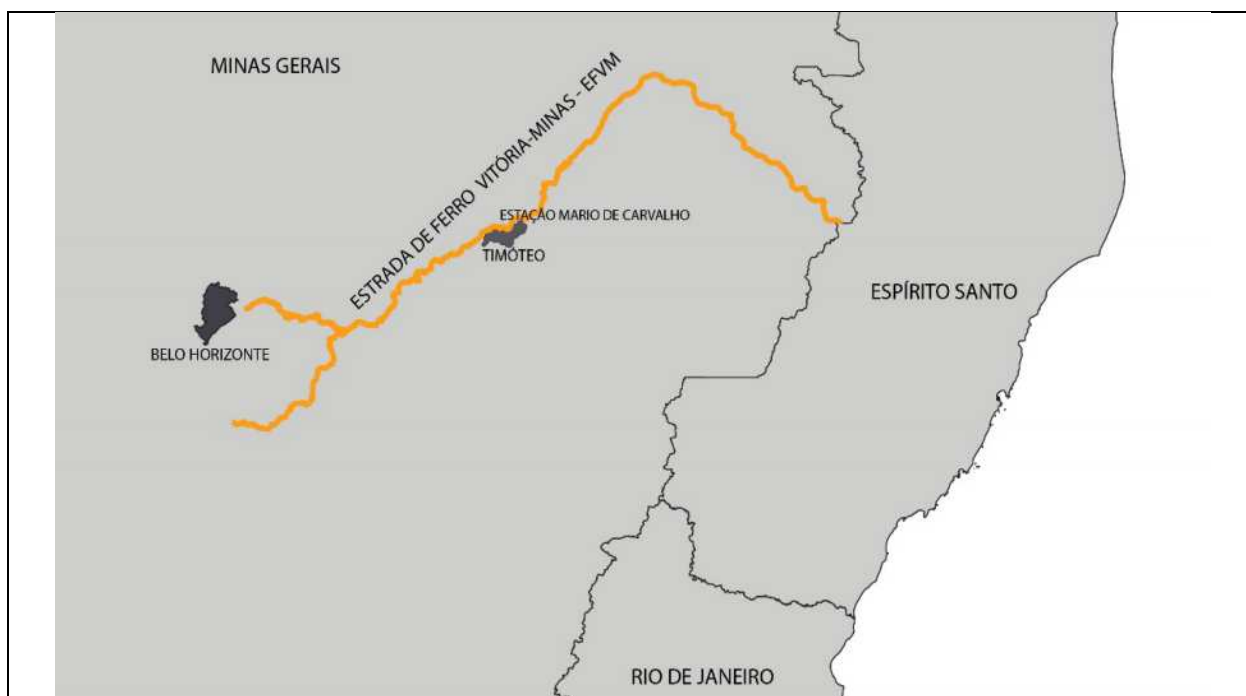 MINAS GERAIS
ESTRADA DE FERRO VITÓRIA-MINAS - EFVM
ESTAÇÃO MARIO DE CARVALHO
TIMÓTEO
ESPÍRITO SANTO
BELO HORIZONTE
RIO DE JANEIRO